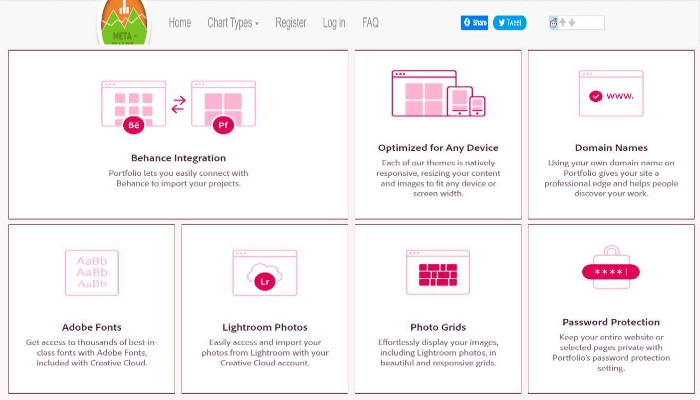 META -
CHART
Home
Chart Types
Register
Log in
FAQ
Share
Tweet
Bē
Pf
www.
Behance Integration
Portfolio lets you easily connect with
Behance to import your projects.
Optimized for Any Device
Each of our themes is natively
responsive, resizing your content
and images to fit any device or
screen width.
Domain Names
Using your own domain name on
Portfolio gives your site a
professional edge and helps people
discover your work.
AaBb
AaBb
AaBb
Lr
****|
Adobe Fonts
Get access to thousands of best-in-
class fonts with Adobe Fonts,
included with Creative Cloud.
Lightroom Photos
Easily access and import your
photos from Lightroom with your
Creative Cloud account.
Photo Grids
Effortlessly display your images,
including Lightroom photos, in
beautiful and responsive grids.
Password Protection
Keep your entire website or
selected pages private with
Portfolio's password protection
setting.